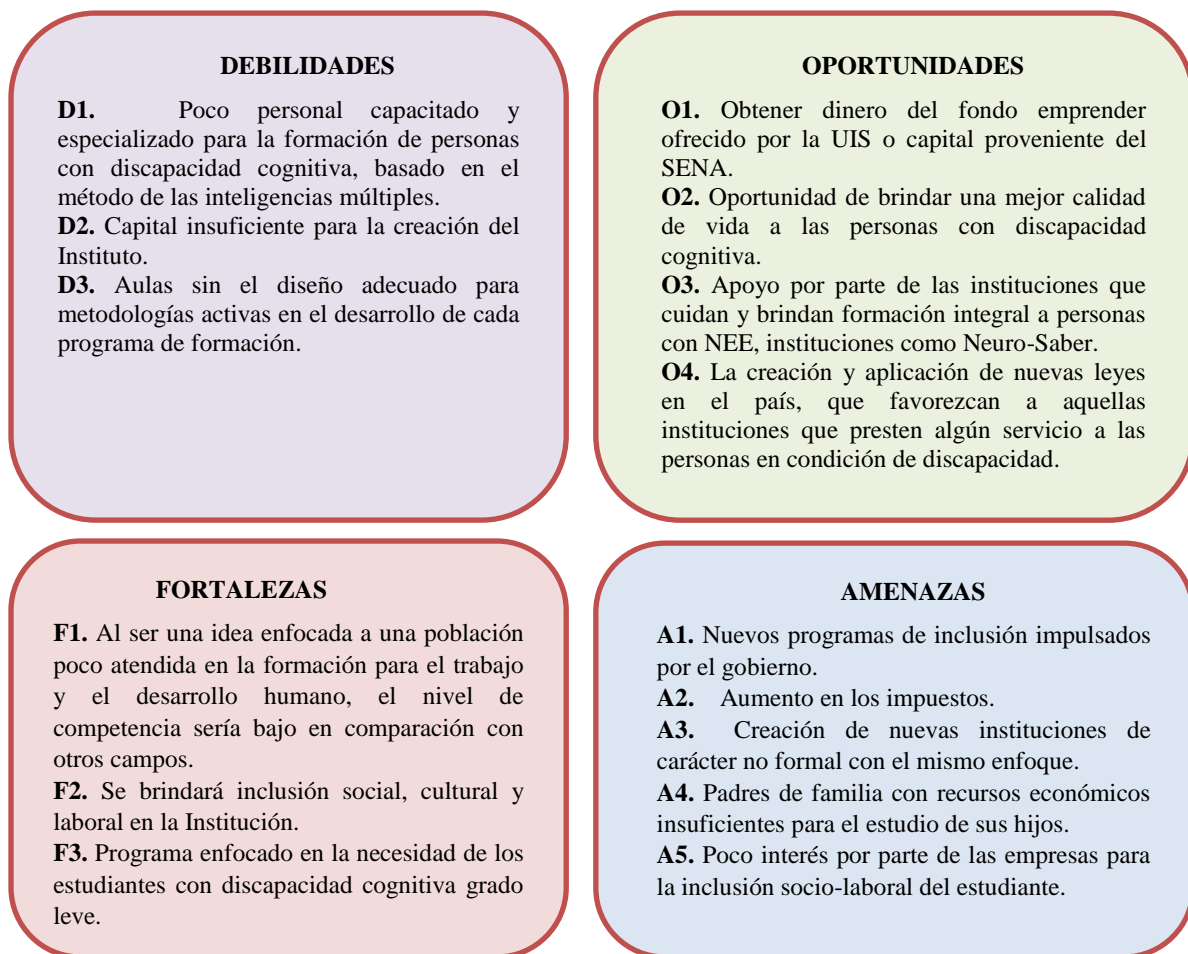 DEBILIDADES
D1. Poco personal capacitado y
especializado para la formación de personas
con discapacidad cognitiva, basado en el
método de las inteligencias múltiples.
D2. Capital insuficiente para la creación del
Instituto.
D3. Aulas sin el diseño adecuado para
metodologías activas en el desarrollo de cada
programa de formación.
OPORTUNIDADES
O1. Obtener dinero del fondo emprender
ofrecido por la UIS o capital proveniente del
SENA.
O2. Oportunidad de brindar una mejor calidad
de vida a las personas con discapacidad
cognitiva.
O3. Apoyo por parte de las instituciones que
cuidan y brindan formación integral a personas
con NEE, instituciones como Neuro-Saber.
O4. La creación y aplicación de nuevas leyes
en el país, que favorezcan a aquellas
instituciones que presten algún servicio a las
personas en condición de discapacidad.
FORTALEZAS
F1. Al ser una idea enfocada a una población
poco atendida en la formación para el trabajo
y el desarrollo humano, el nivel de
competencia sería bajo en comparación con
otros campos.
F2. Se brindará inclusión social, cultural y
laboral en la Institución.
F3. Programa enfocado en la necesidad de los
estudiantes con discapacidad cognitiva grado
leve.
AMENAZAS
A1. Nuevos programas de inclusión impulsados
por el gobierno.
A2. Aumento en los impuestos.
A3. Creación de nuevas instituciones de
carácter no formal con el mismo enfoque.
A4. Padres de familia con recursos económicos
insuficientes para el estudio de sus hijos.
A5. Poco interés por parte de las empresas para
la inclusión socio-laboral del estudiante.